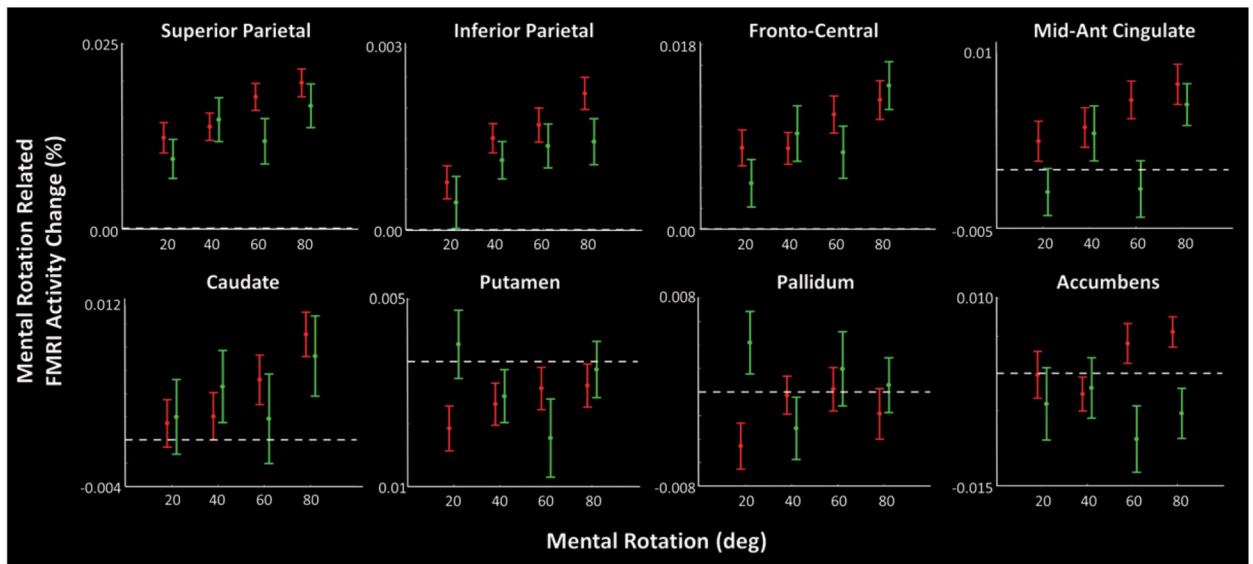 Mental Rotation Related
FMRI Activity Change (%)
Superior Parietal
0.025
0.00
20 40 60 80
Inferior Parietal
0.003
0.00
20 40 60 80
Fronto-Central
0.018
0.00
20 40 60 80
Mid-Ant Cingulate
0.01
-0.005
20 40 60 80
Caudate
0.012
-0.004
20 40 60 80
Putamen
0.005
0.01
20 40 60 80
Pallidum
0.008
-0.008
20 40 60 80
Accumbens
0.010
-0.015
20 40 60 80
Mental Rotation (deg)